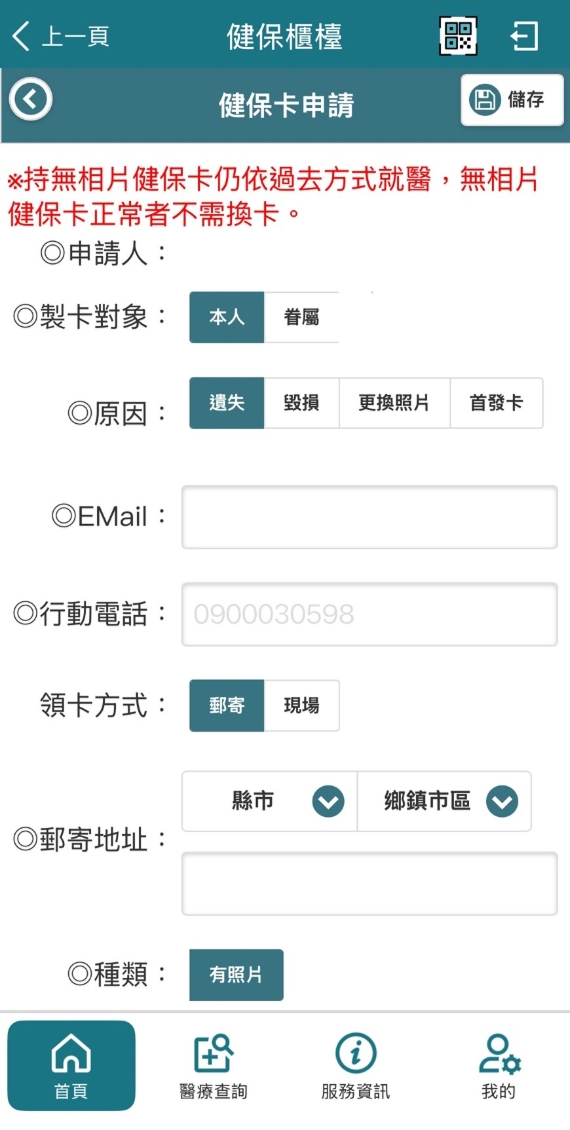 上一頁 健保櫃檯
健保卡申請 儲存
※持無相片健保卡仍依過去方式就醫，無相片
健保卡正常者不需換卡。
◎申請人：
◎製卡對象： 本人 眷屬
◎原因： 遺失 毀損 更換照片 首發卡
◎EMail：
◎行動電話： 0900030598
領卡方式： 郵寄 現場
縣市 鄉鎮市區
◎郵寄地址：
◎種類： 有照片
首頁 醫療查詢 服務資訊 我的